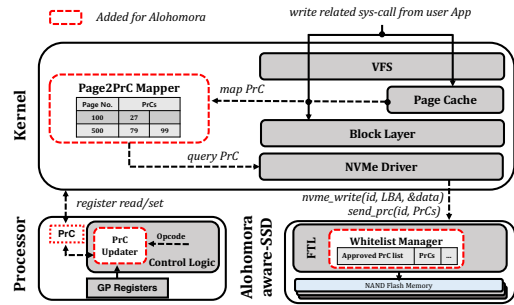 Added for Alohomora
write related sys-call from user App
Kernel
VFS
Page2PrC Mapper
Page No. PrCs
100 27
500 79 99
map PrC
Page Cache
Block Layer
query PrC
NVMe Driver
register read/set
nvme_write(id, LBA, &data)
send_prc(id, PrCs)
Processor
PrC
PrC
Updater
Opcode
Control Logic
GP Registers
Alohomora
aware-SSD
FTL
Whitelist Manager
Approved PrC list PrCs ...
NAND Flash Memory